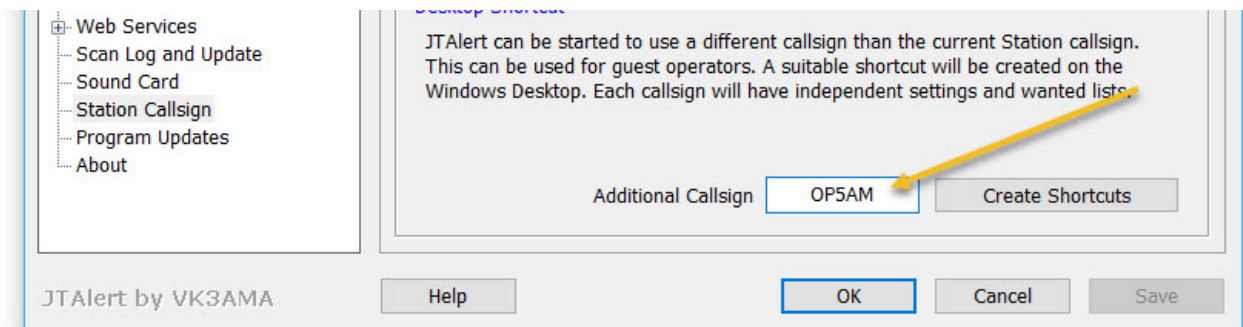 Desktop Shortcut
Web Services
Scan Log and Update
Sound Card
Station Callsign
Program Updates
About
JTAlert can be started to use a different callsign than the current Station callsign.
This can be used for guest operators. A suitable shortcut will be created on the
Windows Desktop. Each callsign will have independent settings and wanted lists.
Additional Callsign OP5AM Create Shortcuts
JTAlert by VK3AMA Help OK Cancel Save